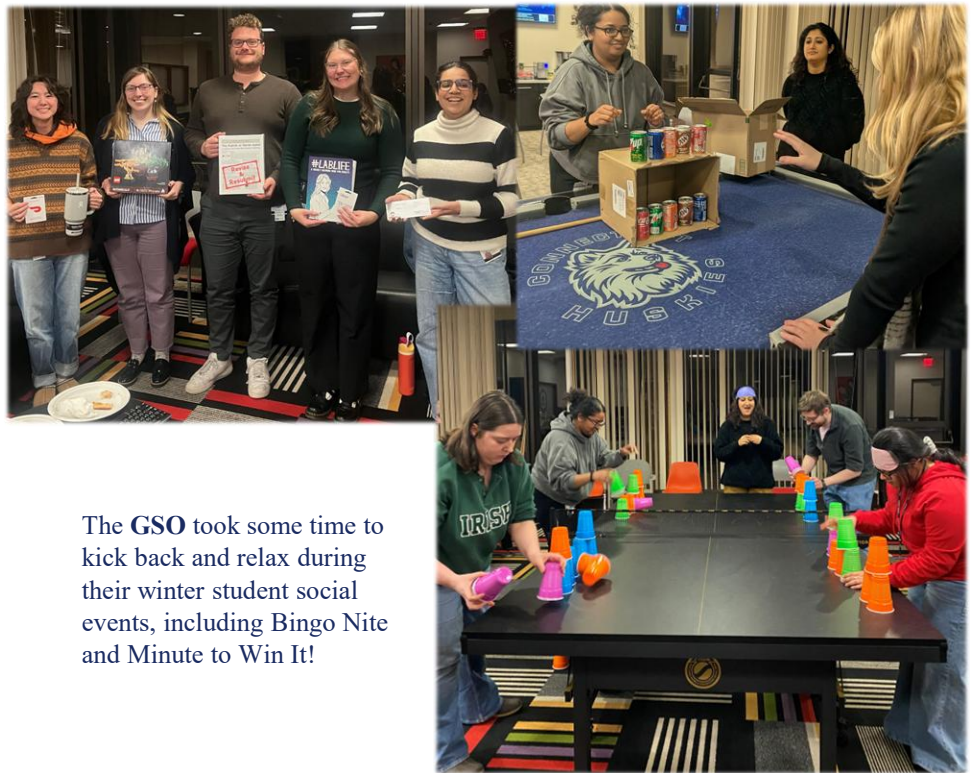 #LABLIFE
Revise &
Resubmit
CONNECTICUT
HUSKIES
IRISH
The GSO took some time to
kick back and relax during
their winter student social
events, including Bingo Nite
and Minute to Win It!